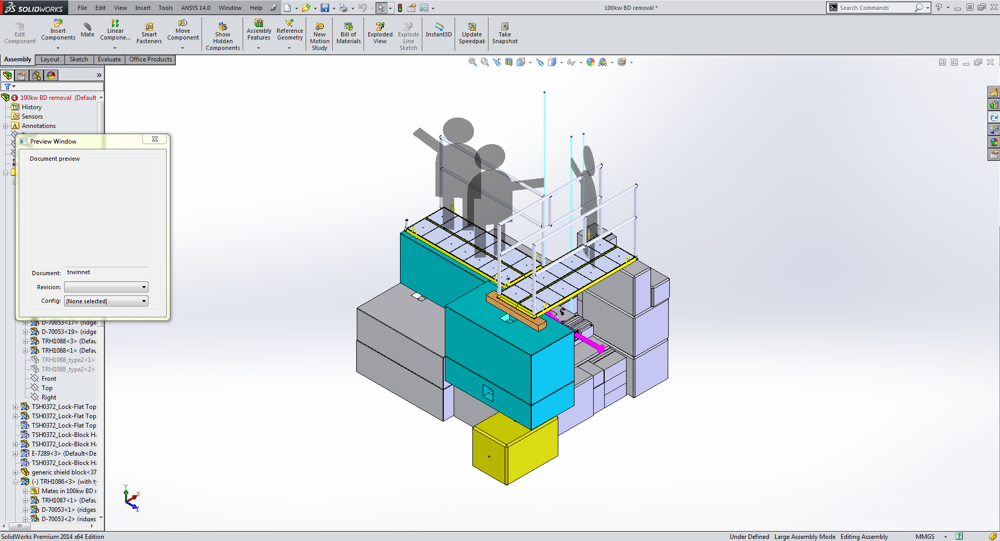 SOLIDWORKS File Edit View Insert Tools ANSYS 14.0 Window Help 100kw BD removal * Search Commands
Edit Component
Insert Components
Mate
Linear Compone...
Smart Fasteners
Move Component
Show Hidden Components
Assembly Features
Reference Geometry
New Motion Study
Bill of Materials
Exploded View
Explode Line Sketch
Instant3D
Update Speedpak
Take Snapshot
Assembly Layout Sketch Evaluate Office Products
100kw BD removal (Default
History
Sensors
Annotations
Preview Window
Document preview
Document: trwinnet
Revision:
Config: [None selected]
D-70053<17> (ridge
D-70053<19> (ridge
TRH1088<3> (Defau
TRH1088<1> (Defau
TRH1088_type2<1>
TRH1088_type2<2>
Front
Top
Right
TSH0372_Lock-Flat Top
TSH0372_Lock-Flat Top
TSH0372_Lock-Flat Top
TSH0372_Lock-Block Ha
TSH0372_Lock-Block Ha
E-7289<3> (Default<De
TSH0372_Lock-Block Ha
generic shield block<37
(-) TRH1086<3> (with ty
Mates in 100kw BD r
TRH1087<1> (Defau
D-70053<1> (ridges
D-70053<2> (ridges
Y
X
Z
SolidWorks Premium 2014 x64 Edition Under Defined Large Assembly Mode Editing Assembly MMGS